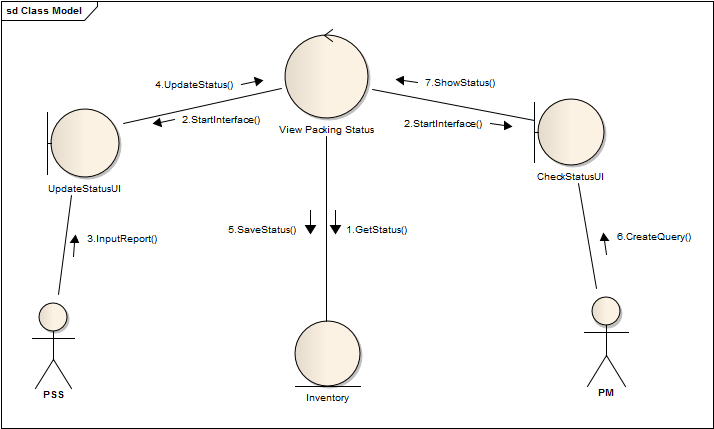 sd Class Model
4.UpdateStatus()
7.ShowStatus()
2.StartInterface()
View Packing Status
2.StartInterface()
UpdateStatusUI
CheckStatusUI
3.InputReport()
5.SaveStatus()
1.GetStatus()
6.CreateQuery()
PSS
Inventory
PM